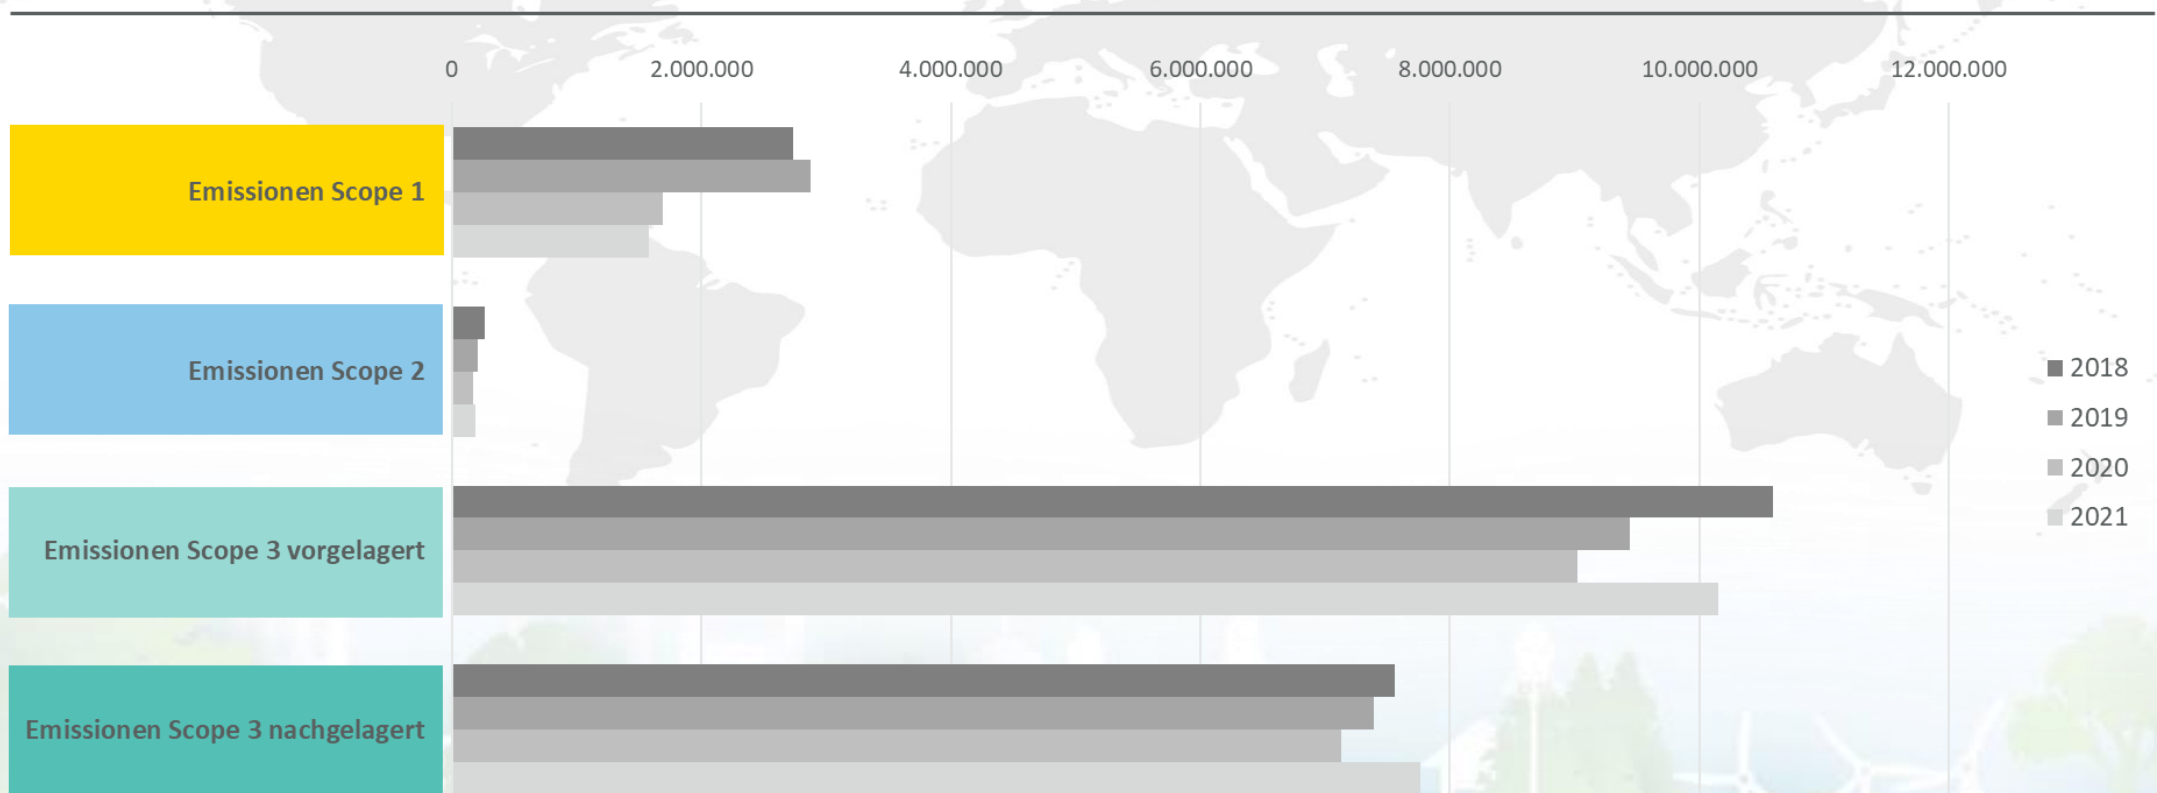 0 2.000.000 4.000.000 6.000.000 8.000.000 10.000.000 12.000.000
Emissionen Scope 1
Emissionen Scope 2
Emissionen Scope 3 vorgelagert
Emissionen Scope 3 nachgelagert
2018
2019
2020
2021